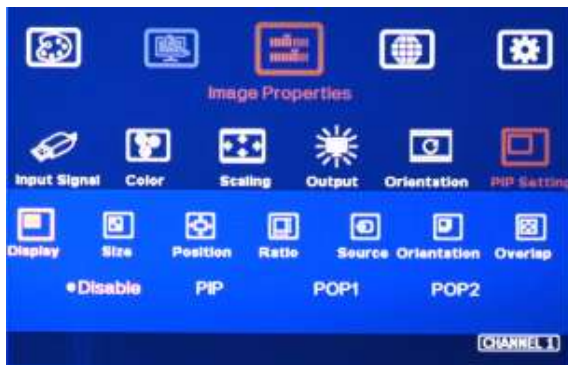 Image Properties
Input Signal Color Scaling Output Orientation PIP Setting
Display Size Position Ratio Source Orientation Overlap
Disable PIP POP1 POP2
CHANNEL 1